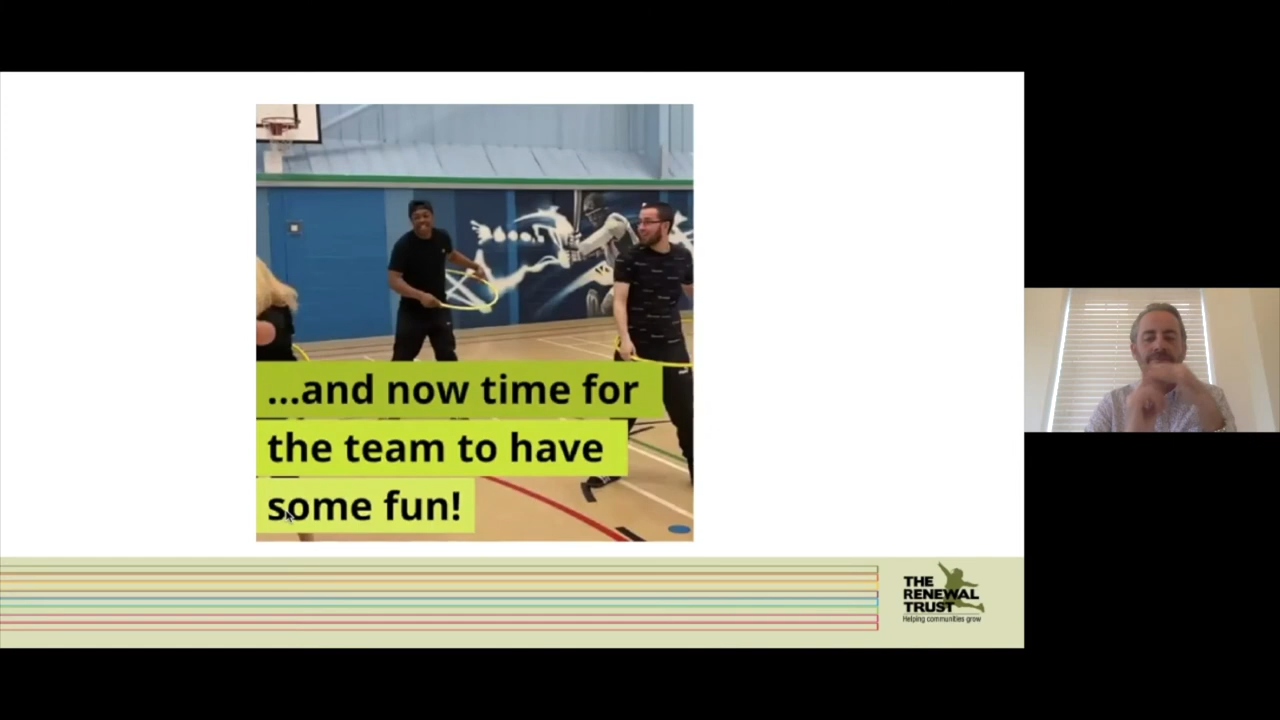 ...and now time for
the team to have
some fun!
THE
RENEWAL
TRUST
Helping communities grow